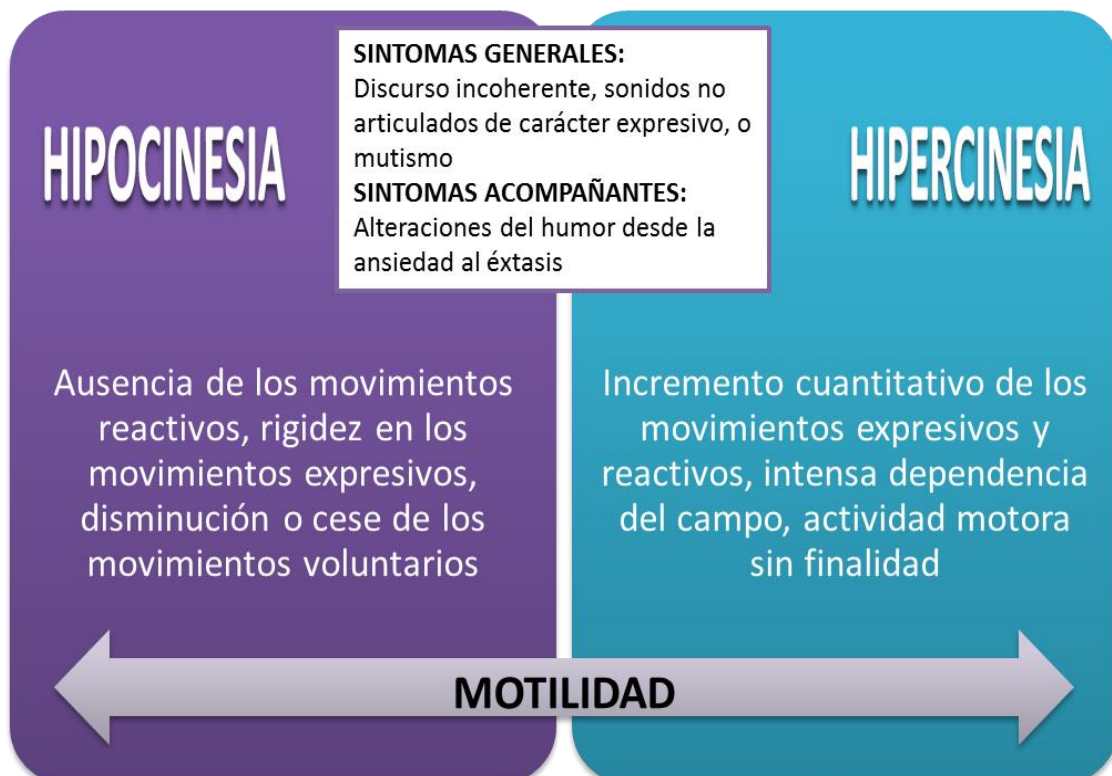 SINTOMAS GENERALES:
Discurso incoherente, sonidos no
articulados de carácter expresivo, o
mutismo
SINTOMAS ACOMPAÑANTES:
Alteraciones del humor desde la
ansiedad al éxtasis
HIPOCINESIA
HIPERCINESIA
Ausencia de los movimientos
reactivos, rigidez en los
movimientos expresivos,
disminución o cese de los
movimientos voluntarios
Incremento cuantitativo de los
movimientos expresivos y
reactivos, intensa dependencia
del campo, actividad motora
sin finalidad
MOTILIDAD